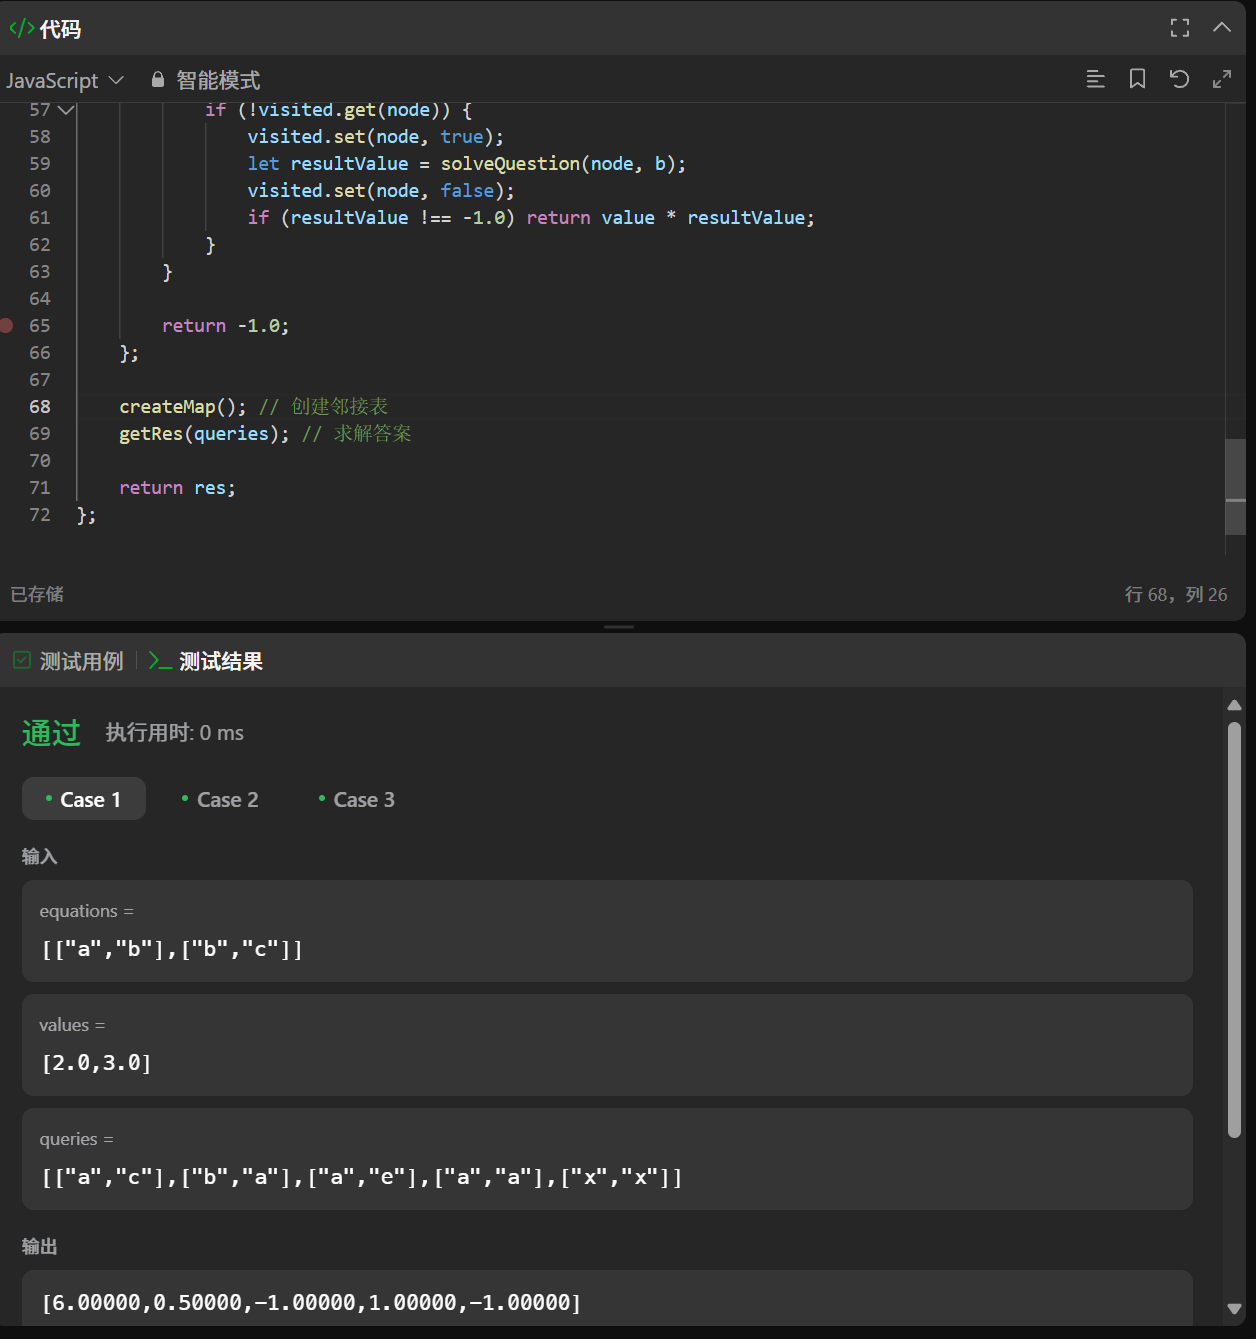 </> 代码
JavaScript 智能模式
57 if (!visited.get(node)) {
58 visited.set(node, true);
59 let resultValue = solveQuestion(node, b);
60 visited.set(node, false);
61 if (resultValue !== -1.0) return value * resultValue;
62 }
63 }
64
65 return -1.0;
66 };
67
68 createMap(); // 创建邻接表
69 getRes(queries); // 求解答案
70
71 return res;
72 };
已存储 行 68，列 26
测试用例 测试结果
通过 执行用时: 0 ms
Case 1 Case 2 Case 3
输入
equations =
[["a","b"],["b","c"]]
values =
[2.0,3.0]
queries =
[["a","c"],["b","a"],["a","e"],["a","a"],["x","x"]]
输出
[6.00000,0.50000,-1.00000,1.00000,-1.00000]